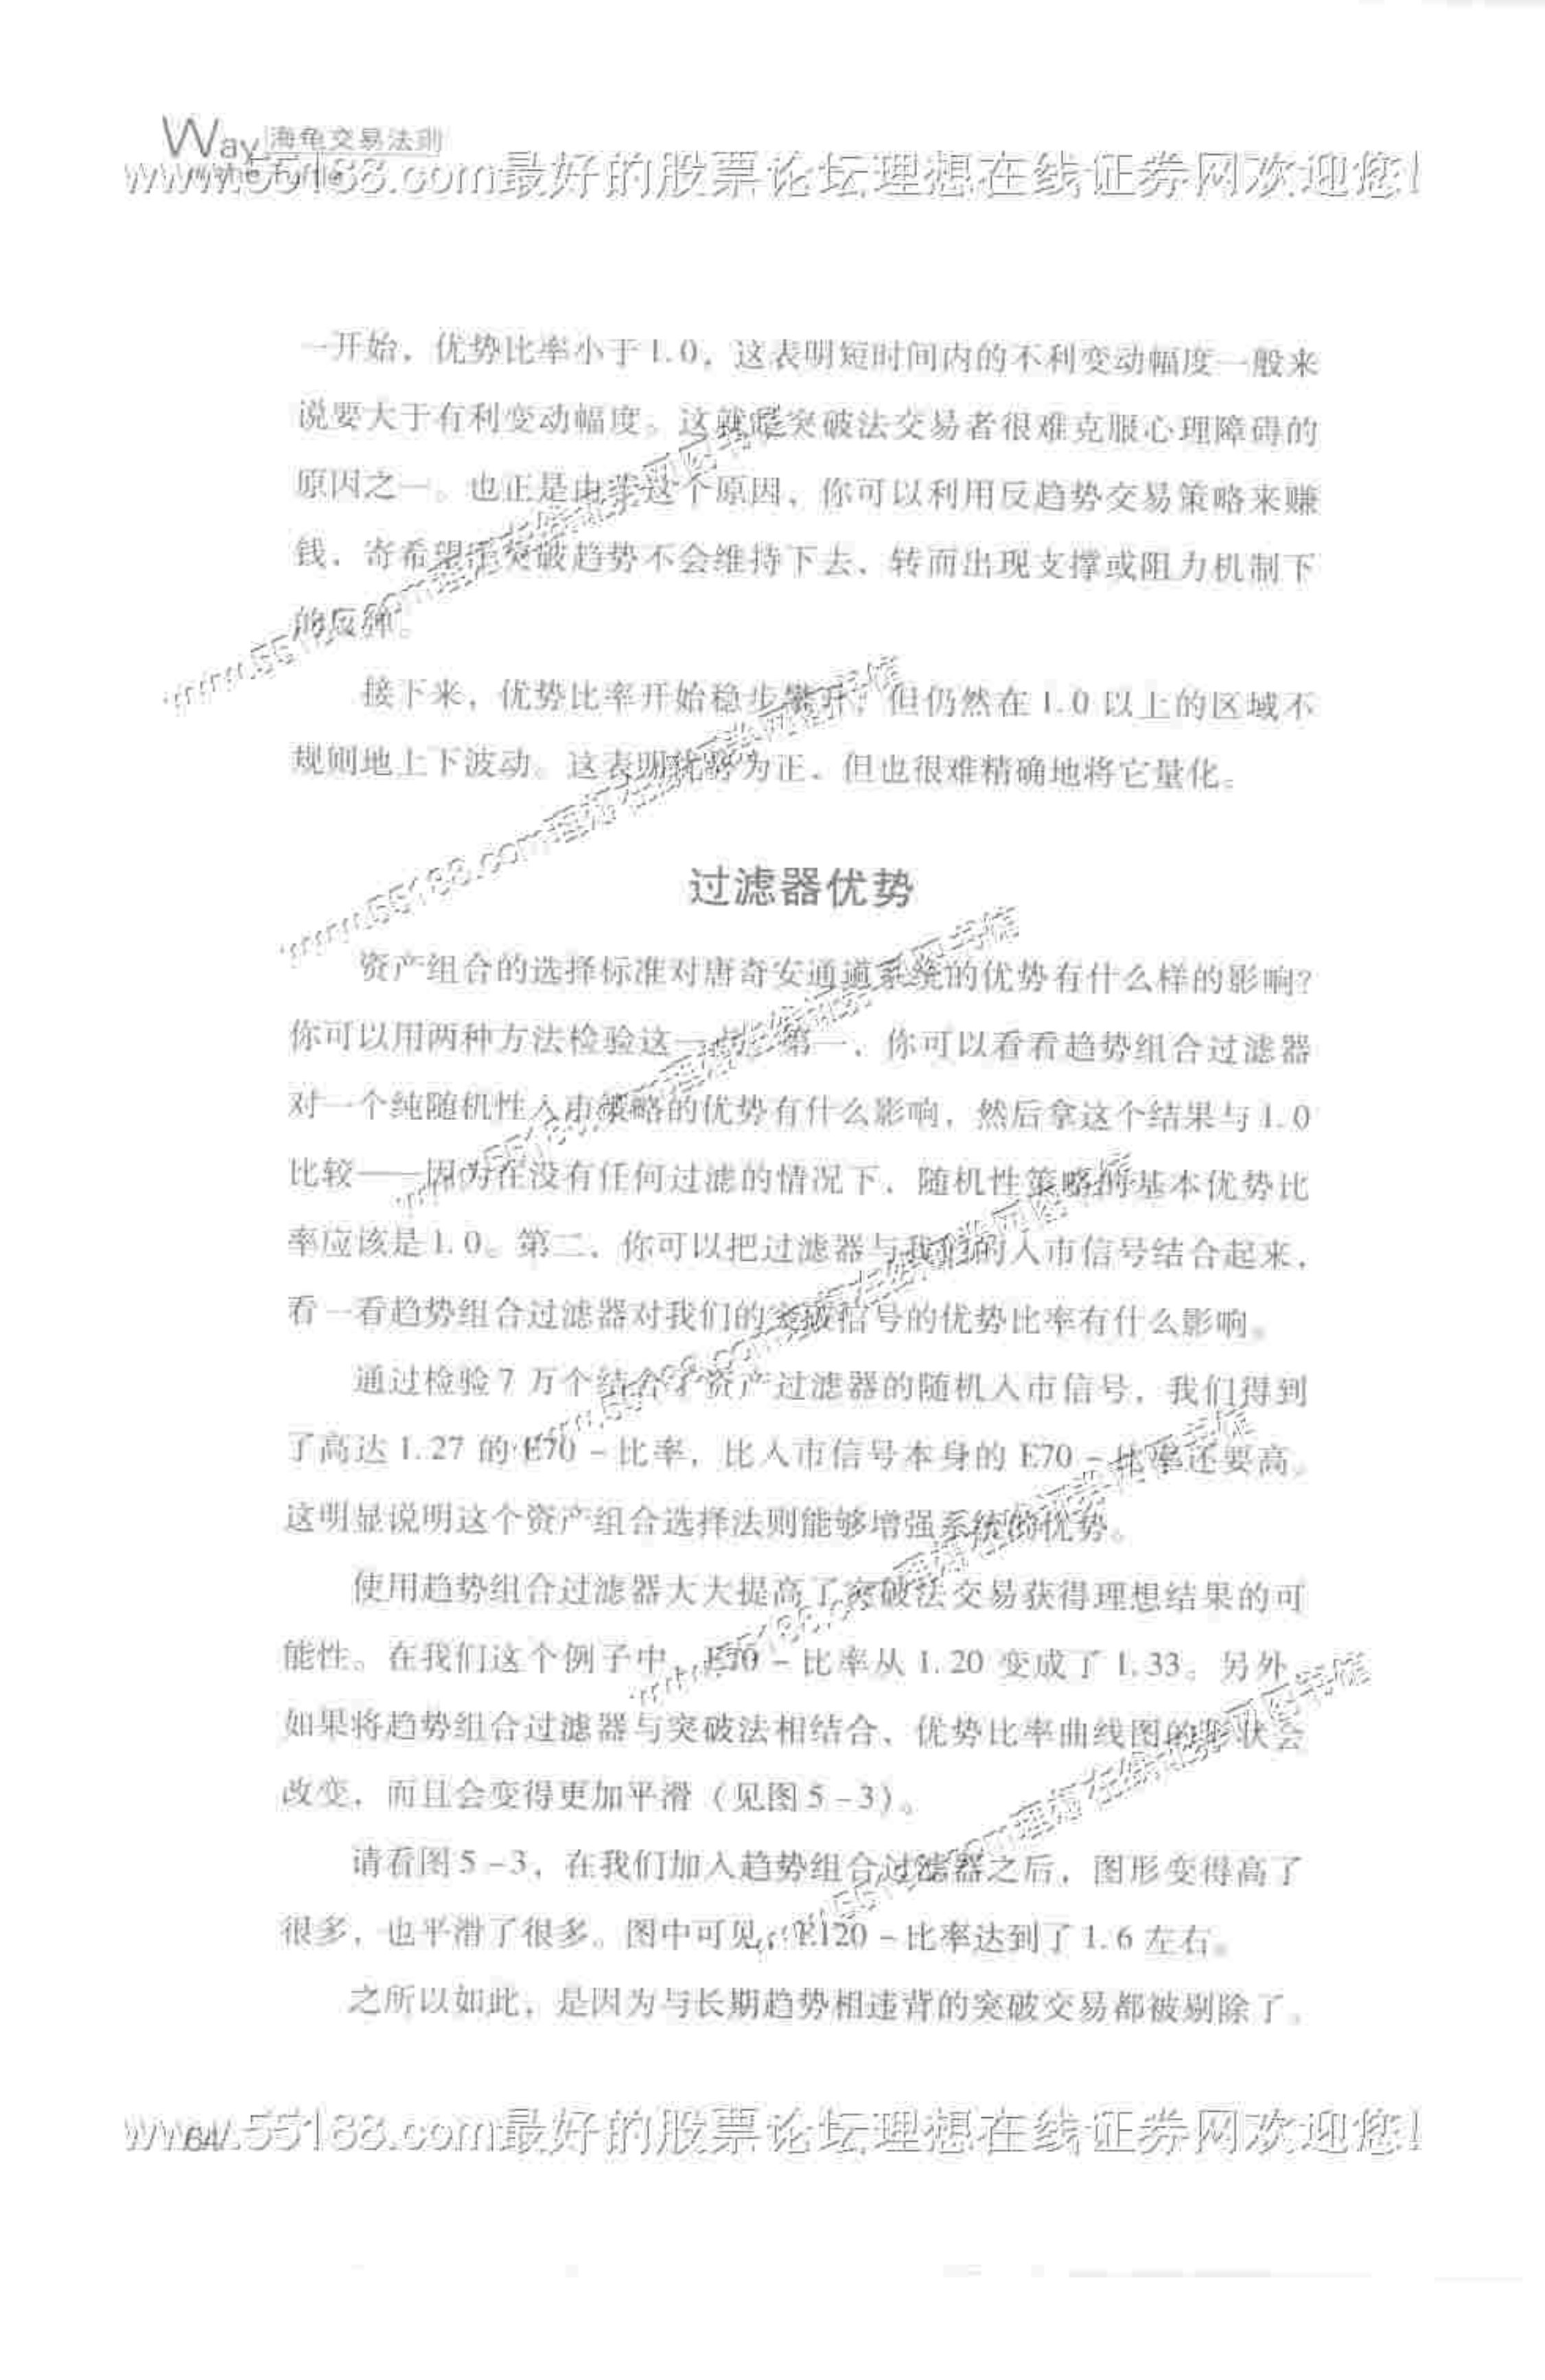 Way 海龟交易法则
of the Turtle
www.55188.com最好的股票论坛理想在线证券网欢迎您!
一开始，优势比率小于1.0，这表明短时间内的不利变动幅度一般来
说要大于有利变动幅度。这就是突破法交易者很难克服心理障碍的
原因之一。也正是由于这个原因，你可以利用反趋势交易策略来赚
钱，寄希望于突破趋势不会维持下去、转而出现支撑或阻力机制下
的反弹。
接下来，优势比率开始稳步攀升，但仍然在1.0以上的区域不
规则地上下波动。这表明优势为正，但也很难精确地将它量化。
过滤器优势
资产组合的选择标准对唐奇安通道系统的优势有什么样的影响？
你可以用两种方法检验这一点。第一，你可以看看趋势组合过滤器
对一个纯随机性入市策略的优势有什么影响，然后拿这个结果与1.0
比较——因为在没有任何过滤的情况下，随机性策略的基本优势比
率应该是1.0。第二，你可以把过滤器与我们的入市信号结合起来，
看一看趋势组合过滤器对我们的突破信号的优势比率有什么影响。
通过检验7万个结合了资产过滤器的随机入市信号，我们得到
了高达1.27的E70-比率，比入市信号本身的E70-比率还要高。
这明显说明这个资产组合选择法则能够增强系统的优势。
使用趋势组合过滤器大大提高了突破法交易获得理想结果的可
能性。在我们这个例子中，E70-比率从1.20变成了1.33。另外，
如果将趋势组合过滤器与突破法相结合，优势比率曲线图的形状会
改变，而且会变得更加平滑（见图5-3）。
请看图5-3，在我们加入趋势组合过滤器之后，图形变得高了
很多，也平滑了很多。图中可见，E120-比率达到了1.6左右。
之所以如此，是因为与长期趋势相违背的突破交易都被剔除了，
64
www.55188.com最好的股票论坛理想在线证券网欢迎您!